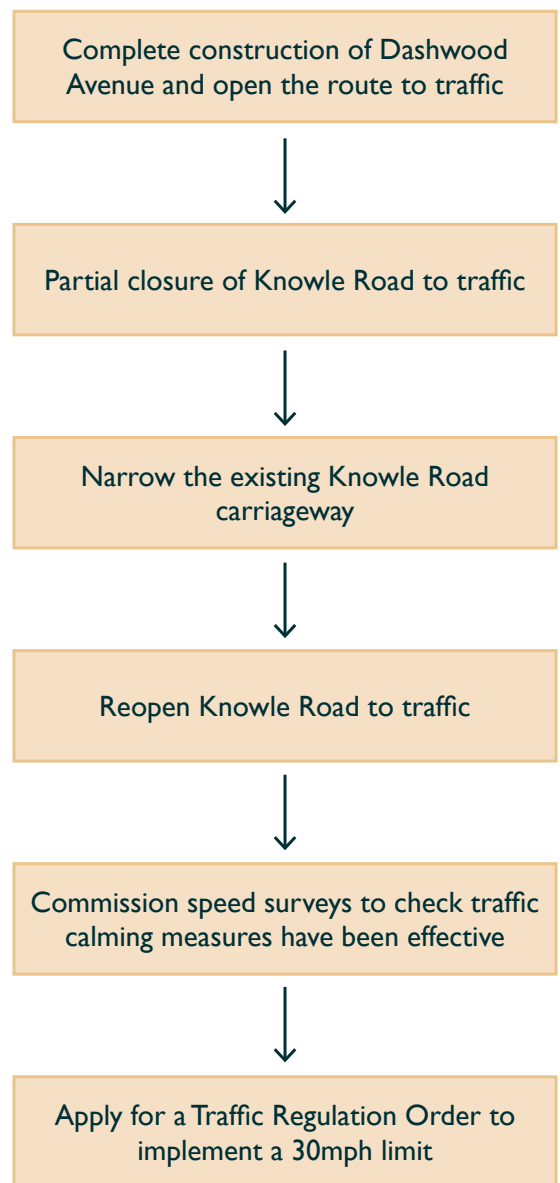 Complete construction of Dashwood
Avenue and open the route to traffic
Partial closure of Knowle Road to traffic
Narrow the existing Knowle Road
carriageway
Reopen Knowle Road to traffic
Commission speed surveys to check traffic
calming measures have been effective
Apply for a Traffic Regulation Order to
implement a 30mph limit